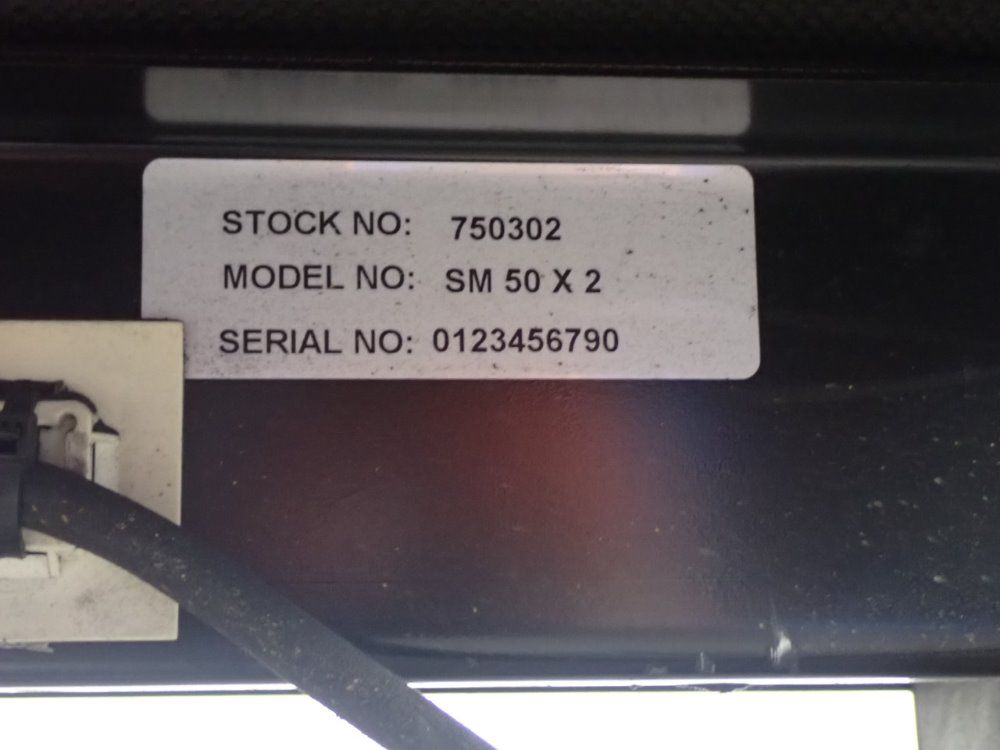 STOCK NO: 750302
MODEL NO: SM 50 X 2
SERIAL NO: 0123456790